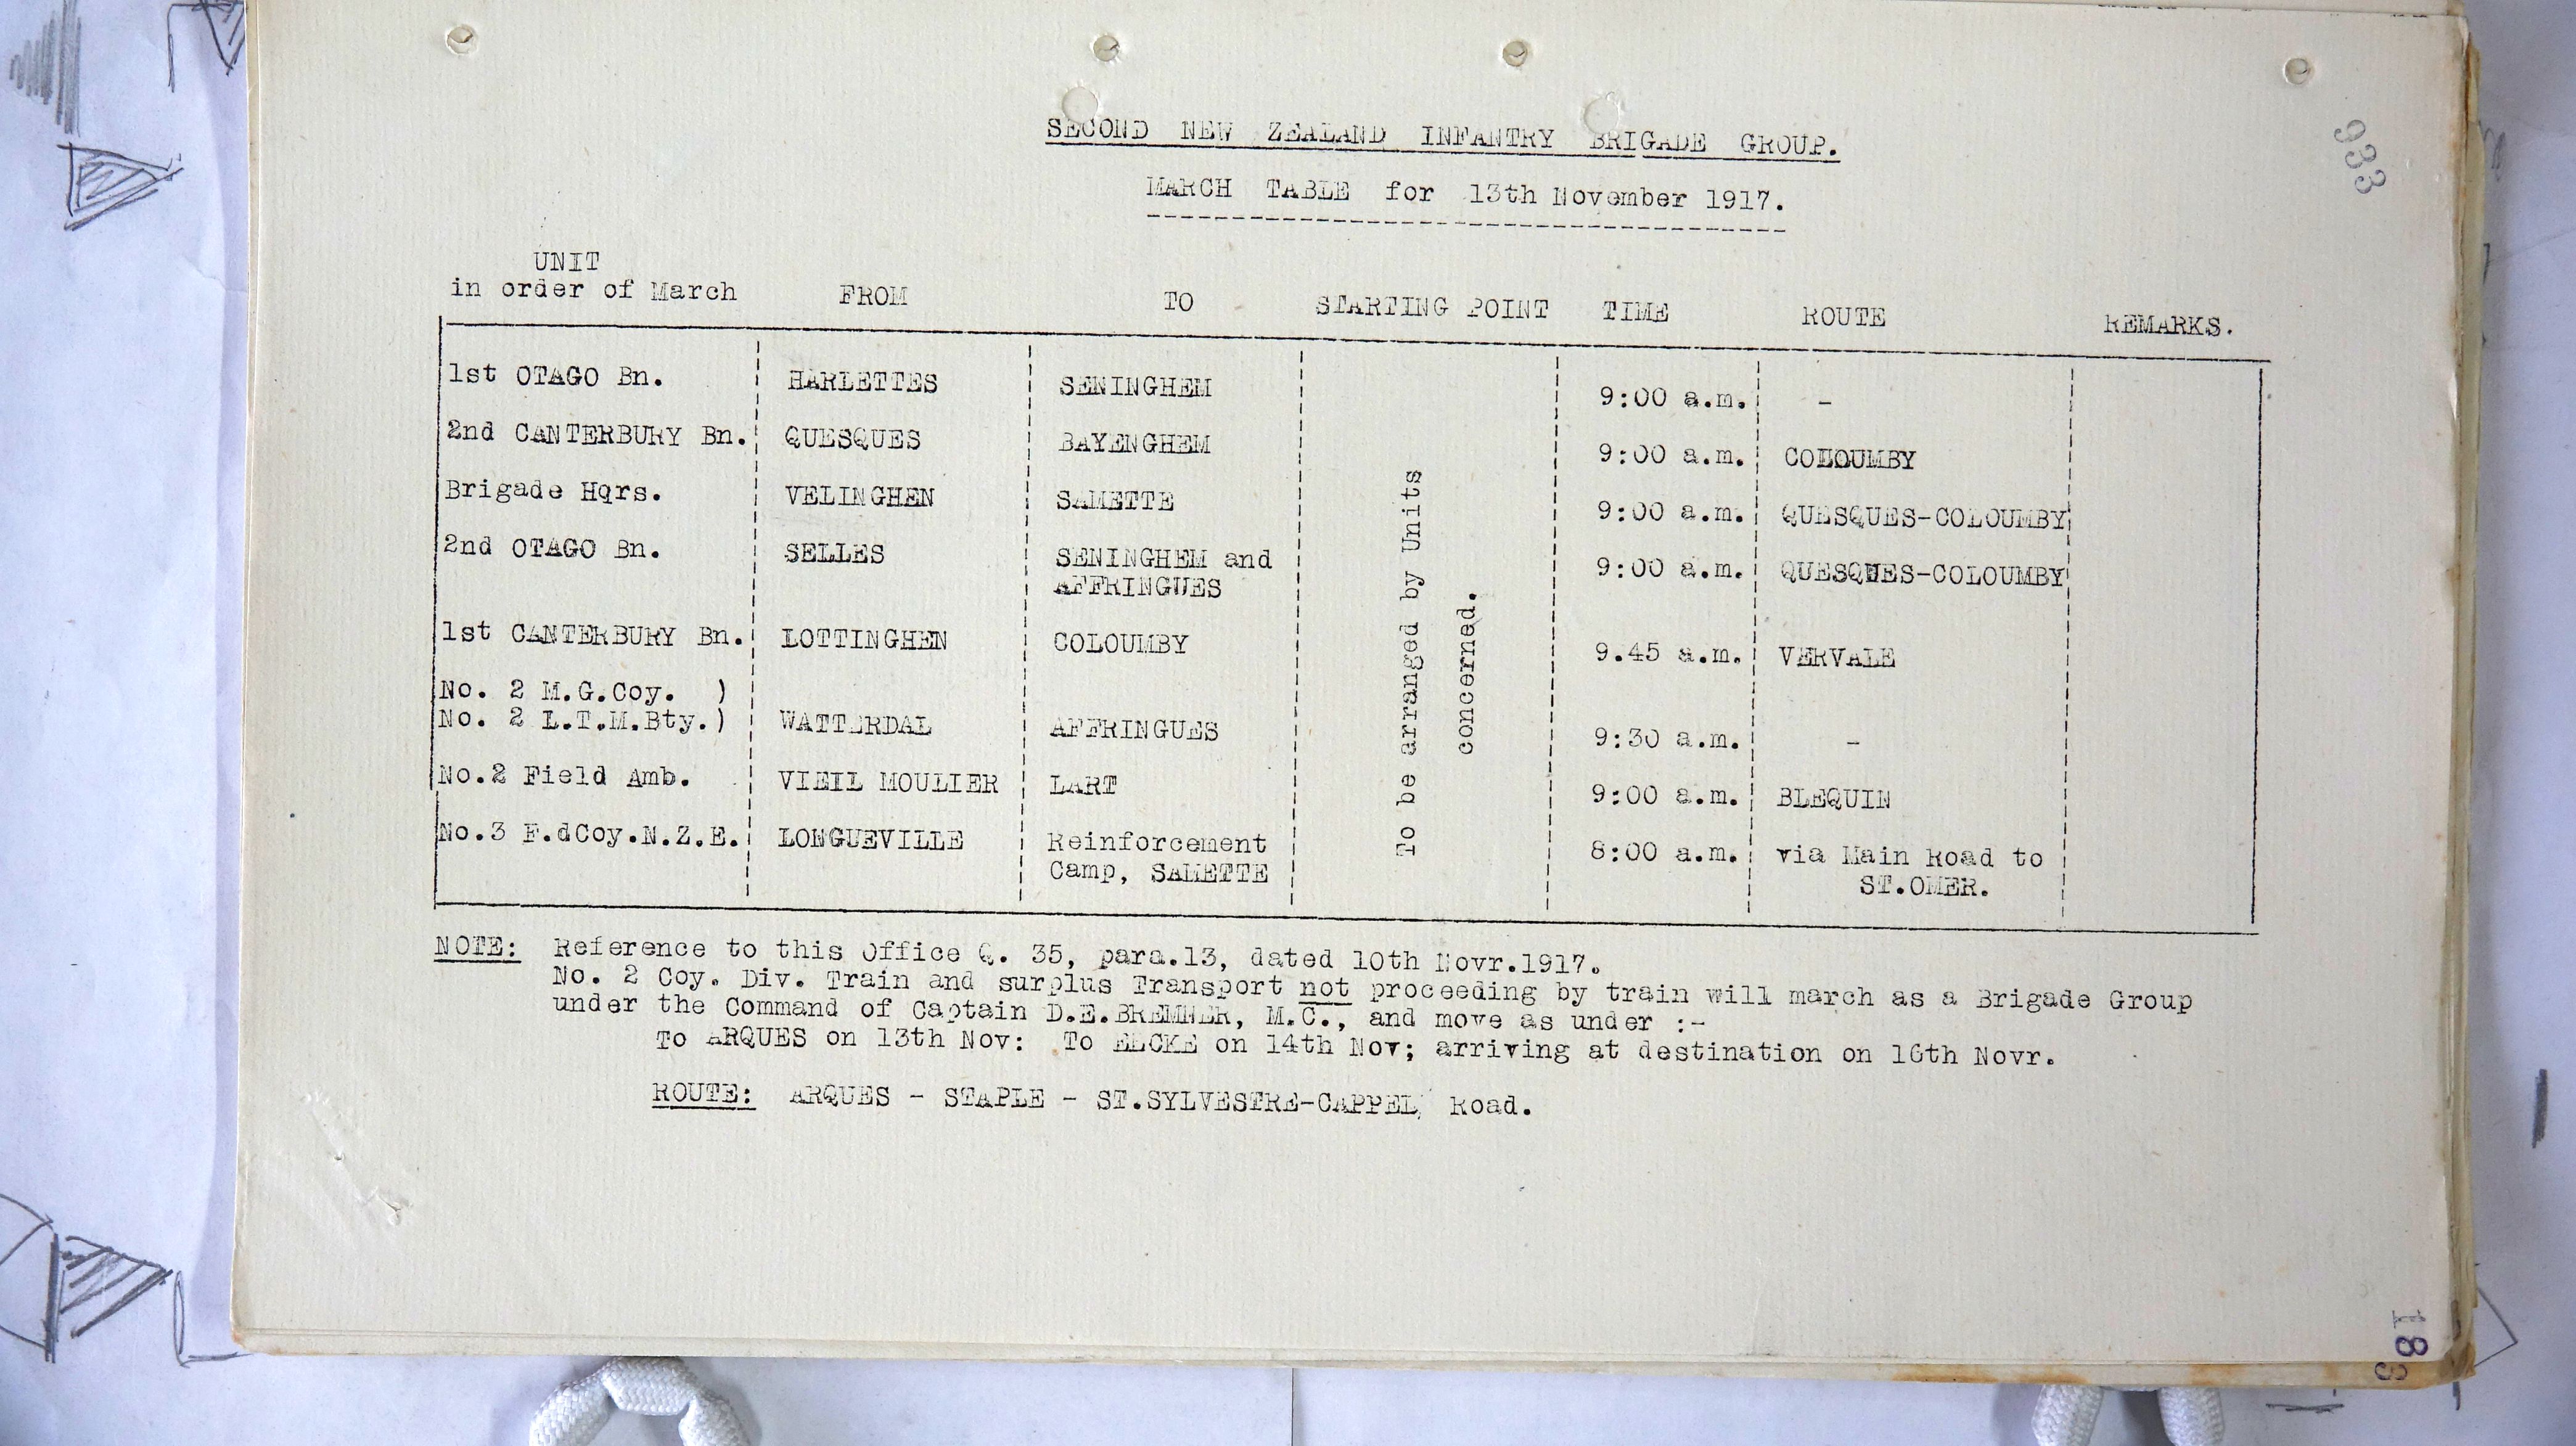 933
SECOND NEW ZEALAND INFANTRY BRIGADE GROUP.
MARCH TABLE for 13th November 1917.
UNIT
in order of March FROM TO STARTING POINT TIME ROUTE REMARKS.
1st OTAGO Bn. HARLETTES SENINGHEM 9:00 a.m. -
2nd CANTERBURY Bn. QUESQUES BAYENGHEM 9:00 a.m. COLOUMBY
Brigade Hqrs. VELINGHEN SAMETTE 9:00 a.m. QUESQUES-COLOUMBY
2nd OTAGO Bn. SELLES SENINGHEM and 9:00 a.m. QUESQUES-COLOUMBY
AFFRINGUES
1st CANTERBURY Bn. LOTTINGHEN COLOUMBY 9.45 a.m. VERVALE
No. 2 M.G.Coy. )
No. 2 L.T.M.Bty.) WATTERDAL AFFRINGUES 9:30 a.m. -
No.2 Field Amb. VIEIL MOULIER LART 9:00 a.m. BLEQUIN
No.3 F.dCoy.N.Z.E. LONGUEVILLE Reinforcement 8:00 a.m. via Main Road to
Camp, SAMETTE ST.OMER.
To be arranged by Units
concerned.
NOTE: Reference to this Office Q. 35, para.13, dated 10th Novr.1917.
No. 2 Coy. Div. Train and surplus Transport not proceeding by train will march as a Brigade Group
under the Command of Captain D.E.BREMNER, M.C., and move as under :-
To ARQUES on 13th Nov: To EECKE on 14th Nov; arriving at destination on 16th Novr.
ROUTE: ARQUES - STAPLE - ST.SYLVESTRE-CAPPEL Road.
183